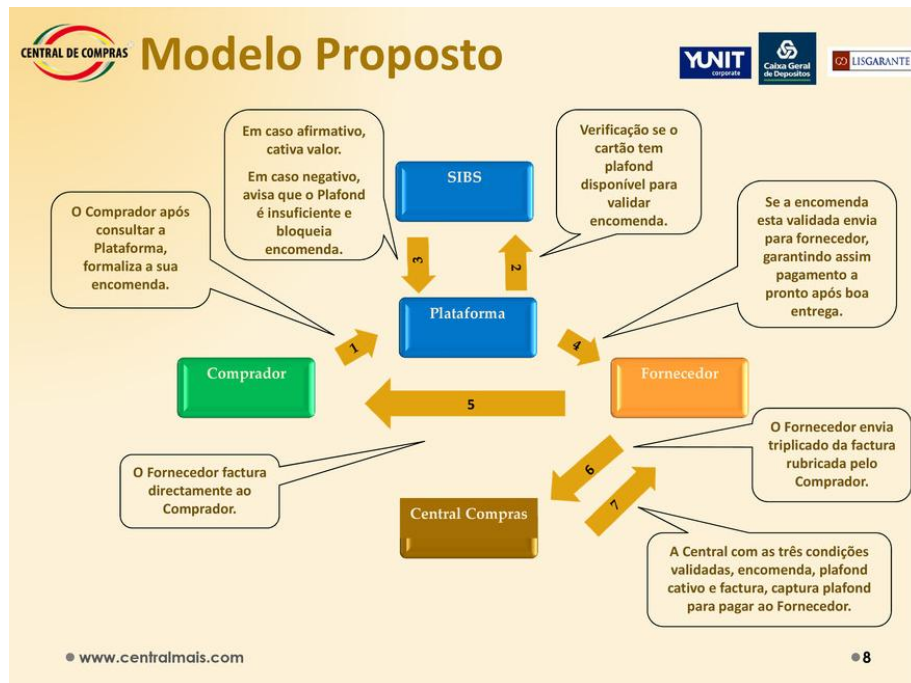 CENTRAL DE COMPRAS
Modelo Proposto
YUNIT
corporate
Caixa Geral
de Depositos
LISGARANTE
Em caso afirmativo,
cativa valor.
Em caso negativo,
avisa que o Plafond
é insuficiente e
bloqueia
encomenda.
SIBS
Verificação se o
cartão tem
plafond
disponível para
validar
encomenda.
O Comprador após
consultar a
Plataforma,
formaliza a sua
encomenda.
Se a encomenda
esta validada envia
para fornecedor,
garantindo assim
pagamento a
pronto após boa
entrega.
3
2
Plataforma
1
4
Comprador
Fornecedor
5
O Fornecedor factura
directamente ao
Comprador.
O Fornecedor envia
triplicado da factura
rubricada pelo
Comprador.
6
7
Central Compras
A Central com as três condições
validadas, encomenda, plafond
cativo e factura, captura plafond
para pagar ao Fornecedor.
www.centralmais.com
8